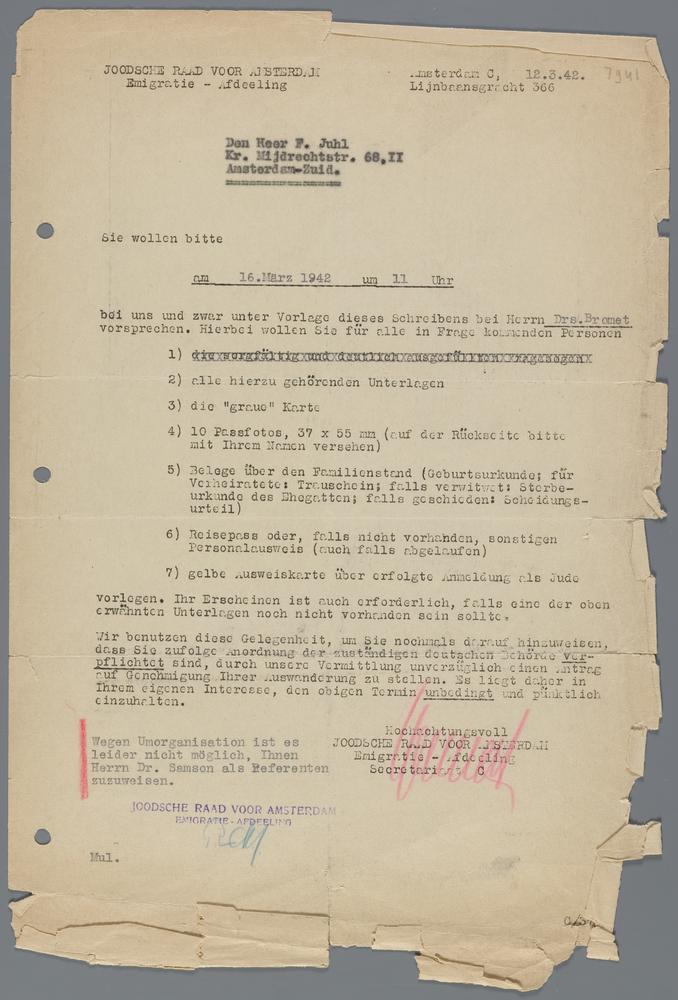 JOODSCHE RAAD VOOR AMSTERDAM
Emigratie - Afdeeling
Amsterdam C, 12.3.42. 7941
Lijnbaansgracht 366
Den Heer F. Juhl
Kr. Mijdrechtstr. 68,II
Amsterdam-Zuid.
Sie wollen bitte
am 16.März 1942 um 11 Uhr
bei uns und zwar unter Vorlage dieses Schreibens bei Herrn Drs.Bromet
vorsprechen. Hierbei wollen Sie für alle in Frage kommenden Personen
1) die sorgfältig und deutlich ausgefüllten Fragebogen
2) alle hierzu gehörenden Unterlagen
3) die "graue" Karte
4) 10 Passfotos, 37 x 55 mm (auf der Rückseite bitte
mit Ihrem Namen versehen)
5) Belege über den Familienstand (Geburtsurkunde; für
Verheiratete: Trauschein; falls verwitwet: Sterbe-
urkunde des Ehegatten; falls geschieden: Scheidungs-
urteil)
6) Reisepass oder, falls nicht vorhanden, sonstigen
Personalausweis (auch falls abgelaufen)
7) gelbe Ausweiskarte über erfolgte Anmeldung als Jude
vorlegen. Ihr Erscheinen ist auch erforderlich, falls eine der oben
erwähnten Unterlagen noch nicht vorhanden sein sollte.
Wir benutzen diese Gelegenheit, um Sie nochmals darauf hinzuweisen,
dass Sie zufolge Anordnung der zuständigen deutschen Behörde ver-
pflichtet sind, durch unsere Vermittlung unverzüglich einen Antrag
auf Genehmigung Ihrer Auswanderung zu stellen. Es liegt daher in
Ihrem eigenen Interesse, den obigen Termin unbedingt und pünktlich
einzuhalten.
Hochachtungsvoll
JOODSCHE RAAD VOOR AMSTERDAM
Emigratie - Afdeeling
Secretariaat C
Wegen Umorganisation ist es
leider nicht möglich, Ihnen
Herrn Dr. Samson als Referenten
zuzuweisen.
JOODSCHE RAAD VOOR AMSTERDAM
EMIGRATIE - AFDEELING
Mul.